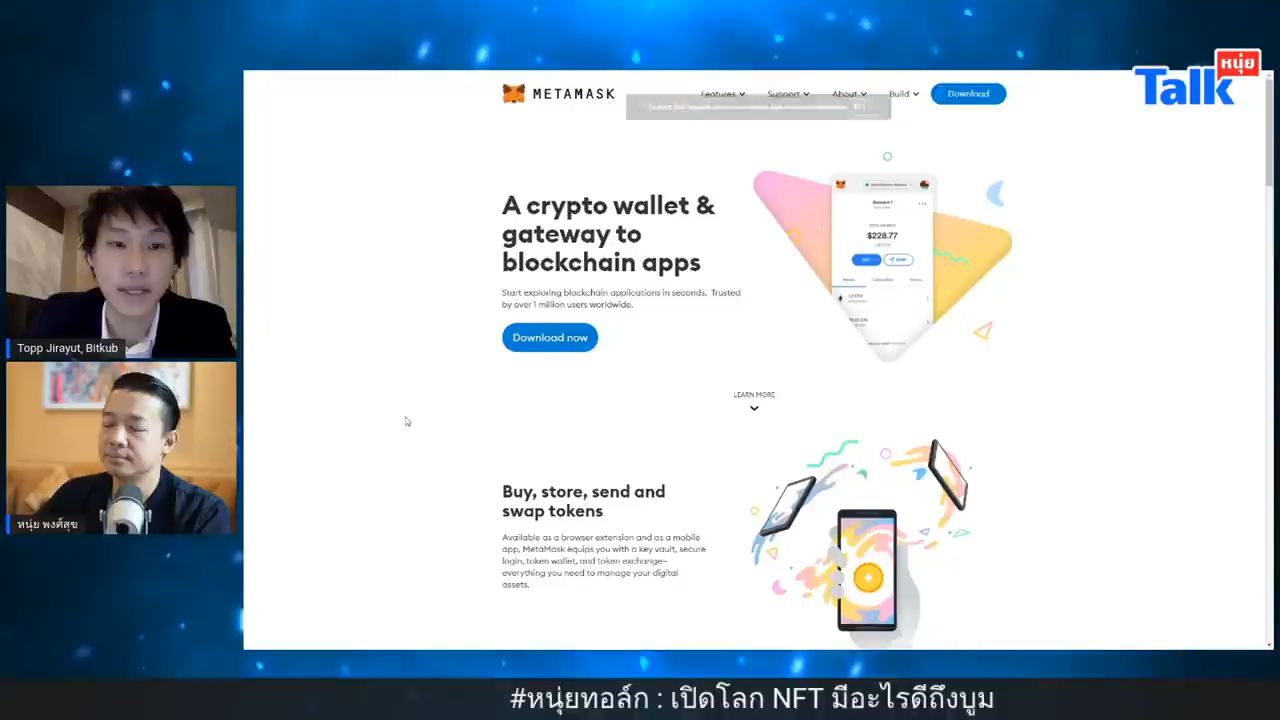 หนุ่ย
Talk
METAMASK
Features
Support
About
Build
Download
A crypto wallet &
gateway to
blockchain apps
Start exploring blockchain applications in seconds. Trusted
by over 1 million users worldwide.
Download now
Account 1
$228.77
LEARN MORE
Buy, store, send and
swap tokens
Available as a browser extension and as a mobile
app, MetaMask equips you with a key vault, secure
login, token wallet, and token exchange—
everything you need to manage your digital
assets.
Topp Jirayut, Bitkub
หนุ่ย พงศ์สุข
#หนุ่ยทอล์ก : เปิดโลก NFT มีอะไรดีถึงบูม